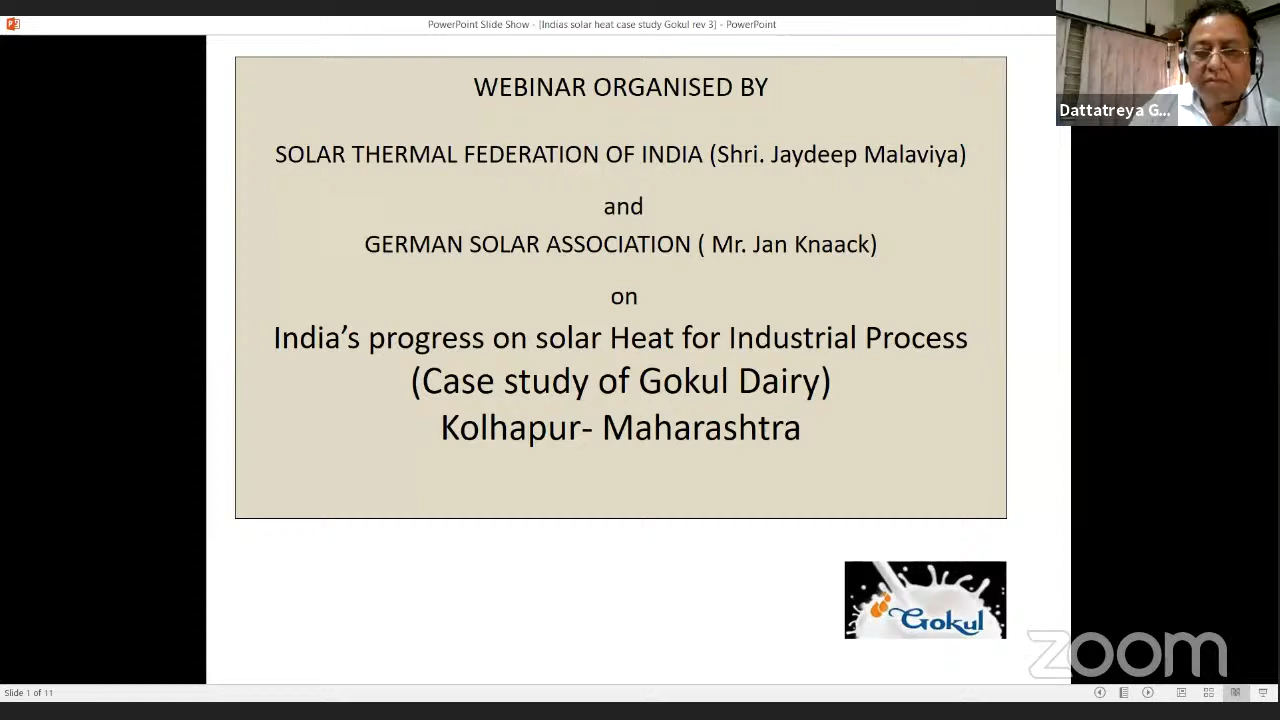 PowerPoint Slide Show - [Indias solar heat case study Gokul rev 3] - PowerPoint
WEBINAR ORGANISED BY
SOLAR THERMAL FEDERATION OF INDIA (Shri. Jaydeep Malaviya)
and
GERMAN SOLAR ASSOCIATION ( Mr. Jan Knaack)
on
India’s progress on solar Heat for Industrial Process
(Case study of Gokul Dairy)
Kolhapur- Maharashtra
Dattatreya G...
Gokul
zoom
Slide 1 of 11